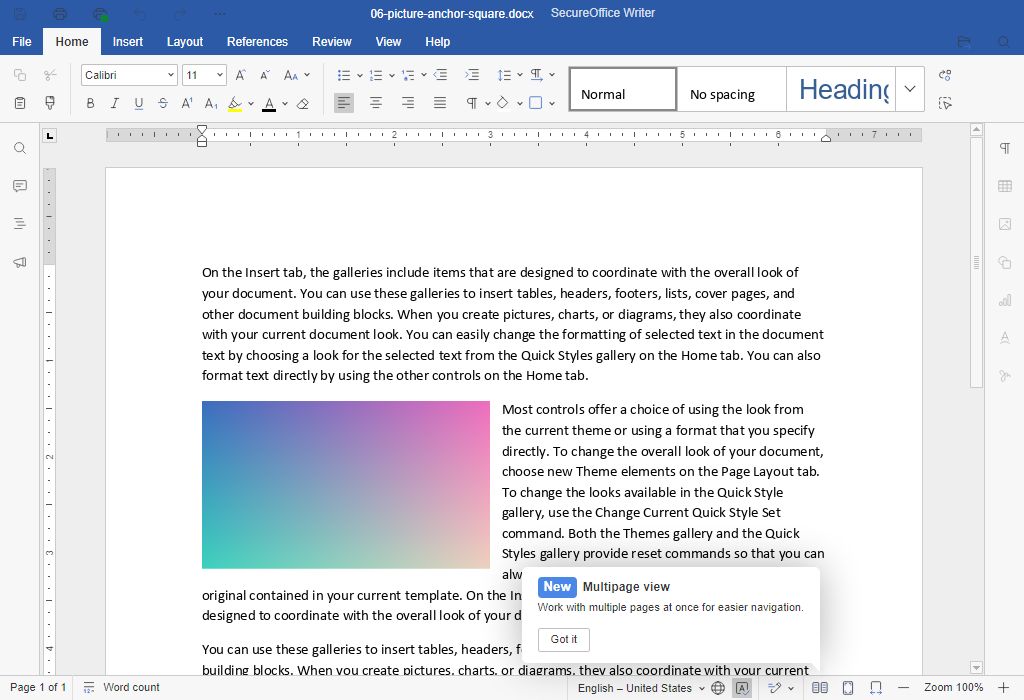 06-picture-anchor-square.docx SecureOffice Writer
File Home Insert Layout References Review View Help
Calibri 11
Normal No spacing Heading
1 2 3 4 5 6 7
On the Insert tab, the galleries include items that are designed to coordinate with the overall look of
your document. You can use these galleries to insert tables, headers, footers, lists, cover pages, and
other document building blocks. When you create pictures, charts, or diagrams, they also coordinate
with your current document look. You can easily change the formatting of selected text in the document
text by choosing a look for the selected text from the Quick Styles gallery on the Home tab. You can also
format text directly by using the other controls on the Home tab.
Most controls offer a choice of using the look from
the current theme or using a format that you specify
directly. To change the overall look of your document,
choose new Theme elements on the Page Layout tab.
To change the looks available in the Quick Style
gallery, use the Change Current Quick Style Set
command. Both the Themes gallery and the Quick
Styles gallery provide reset commands so that you can
alw
original contained in your current template. On the In
designed to coordinate with the overall look of your d
You can use these galleries to insert tables, headers, f
building blocks. When you create pictures, charts, or diagrams, they also coordinate with your current
New Multipage view
Work with multiple pages at once for easier navigation.
Got it
Page 1 of 1 Word count English – United States Zoom 100%